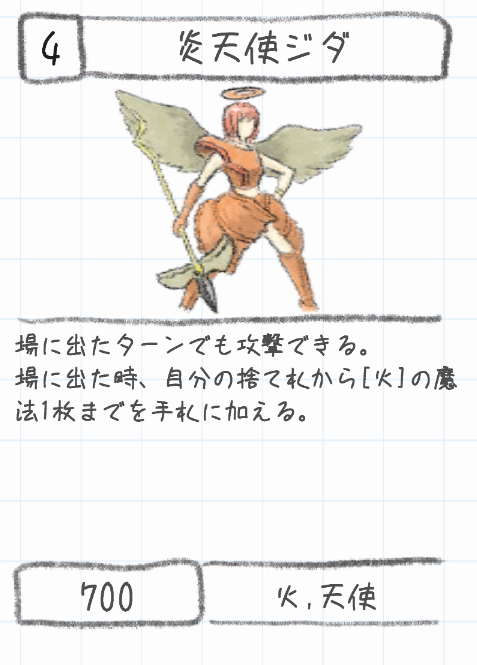 4
炎天使ジダ
場に出たターンでも攻撃できる。
場に出た時、自分の捨て札から[火]の魔
法1枚までを手札に加える。
700
火,天使